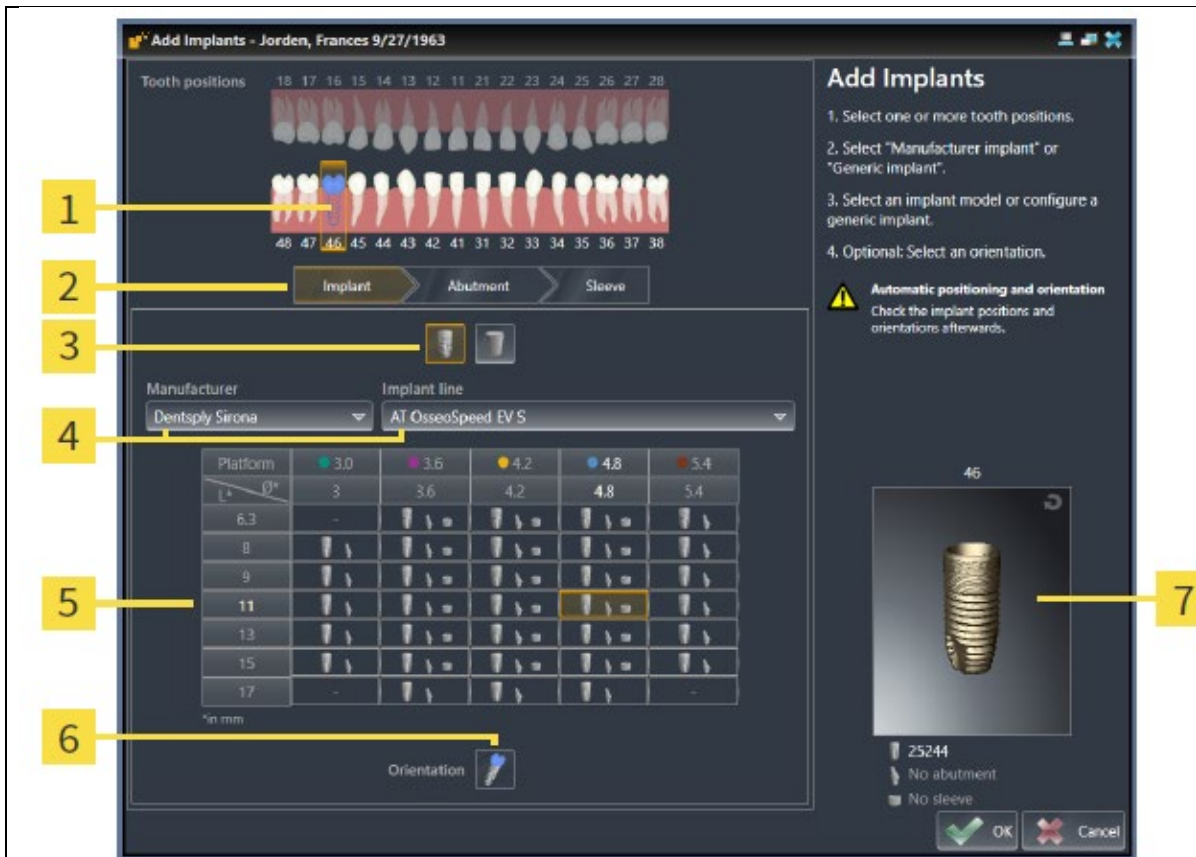 Add Implants - Jorden, Frances 9/27/1963
Tooth positions
18 17 16 15 14 13 12 11 21 22 23 24 25 26 27 28
1
48 47 46 45 44 43 42 41 31 32 33 34 35 36 37 38
2
Implant Abutment Sleeve
3
Manufacturer Implant line
Dentsply Sirona AT OsseoSpeed EV S
4
Platform 3.0 3.6 4.2 4.8 5.4
L* Ø* 3 3.6 4.2 4.8 5.4
6.3 - 
8
9
5
11
13
15
17 - -
*in mm
6
Orientation
Add Implants
1. Select one or more tooth positions.
2. Select "Manufacturer implant" or
"Generic implant".
3. Select an implant model or configure a
generic implant.
4. Optional: Select an orientation.
Automatic positioning and orientation
Check the implant positions and
orientations afterwards.
46
7
25244
No abutment
No sleeve
OK Cancel